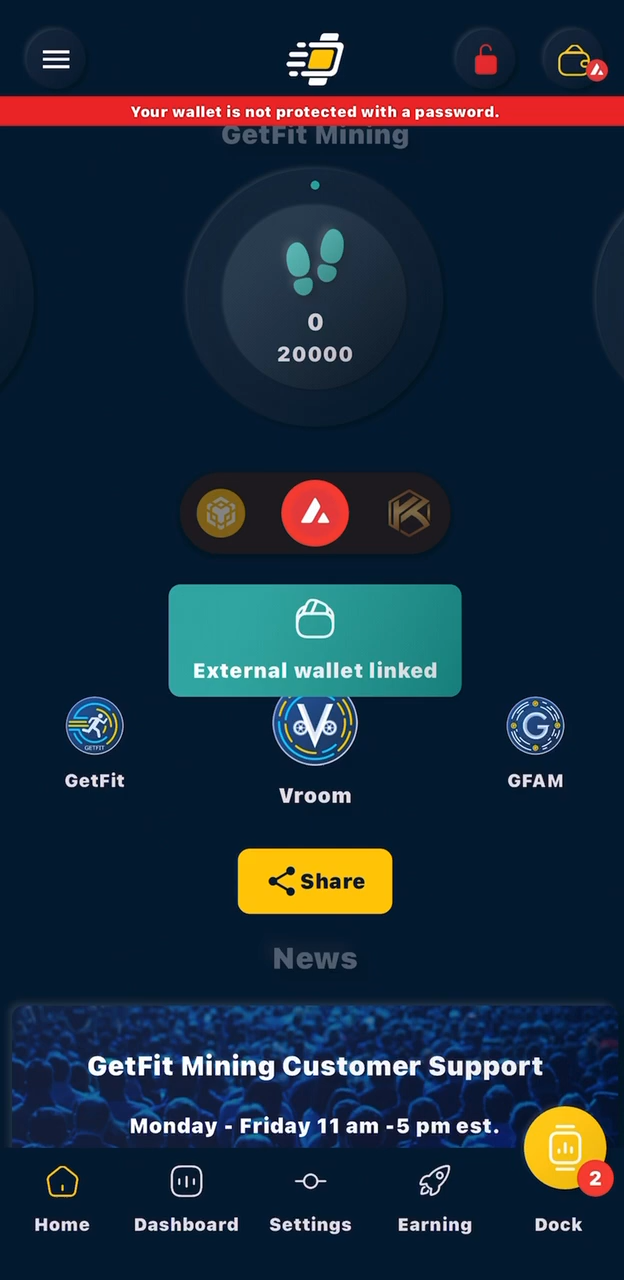 Your wallet is not protected with a password.
GetFit Mining
0
20000
External wallet linked
GETFIT
V
G
GetFit
Vroom
GFAM
Share
News
GetFit Mining Customer Support
Monday - Friday 11 am -5 pm est.
2
Home
Dashboard
Settings
Earning
Dock